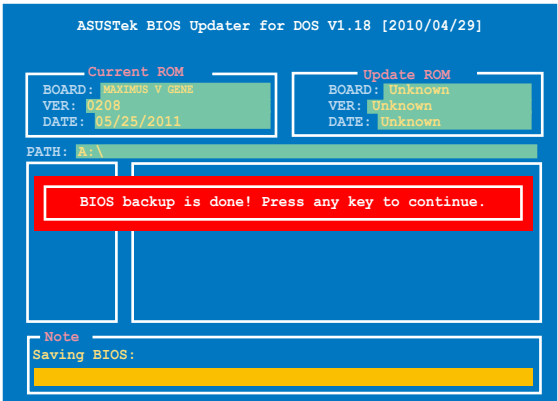 ASUSTek BIOS Updater for DOS V1.18 [2010/04/29]
Current ROM
BOARD: MAXIMUS V GENE
VER: 0208
DATE: 05/25/2011
Update ROM
BOARD: Unknown
VER: Unknown
DATE: Unknown
PATH: A:\
BIOS backup is done! Press any key to continue.
Note
Saving BIOS: